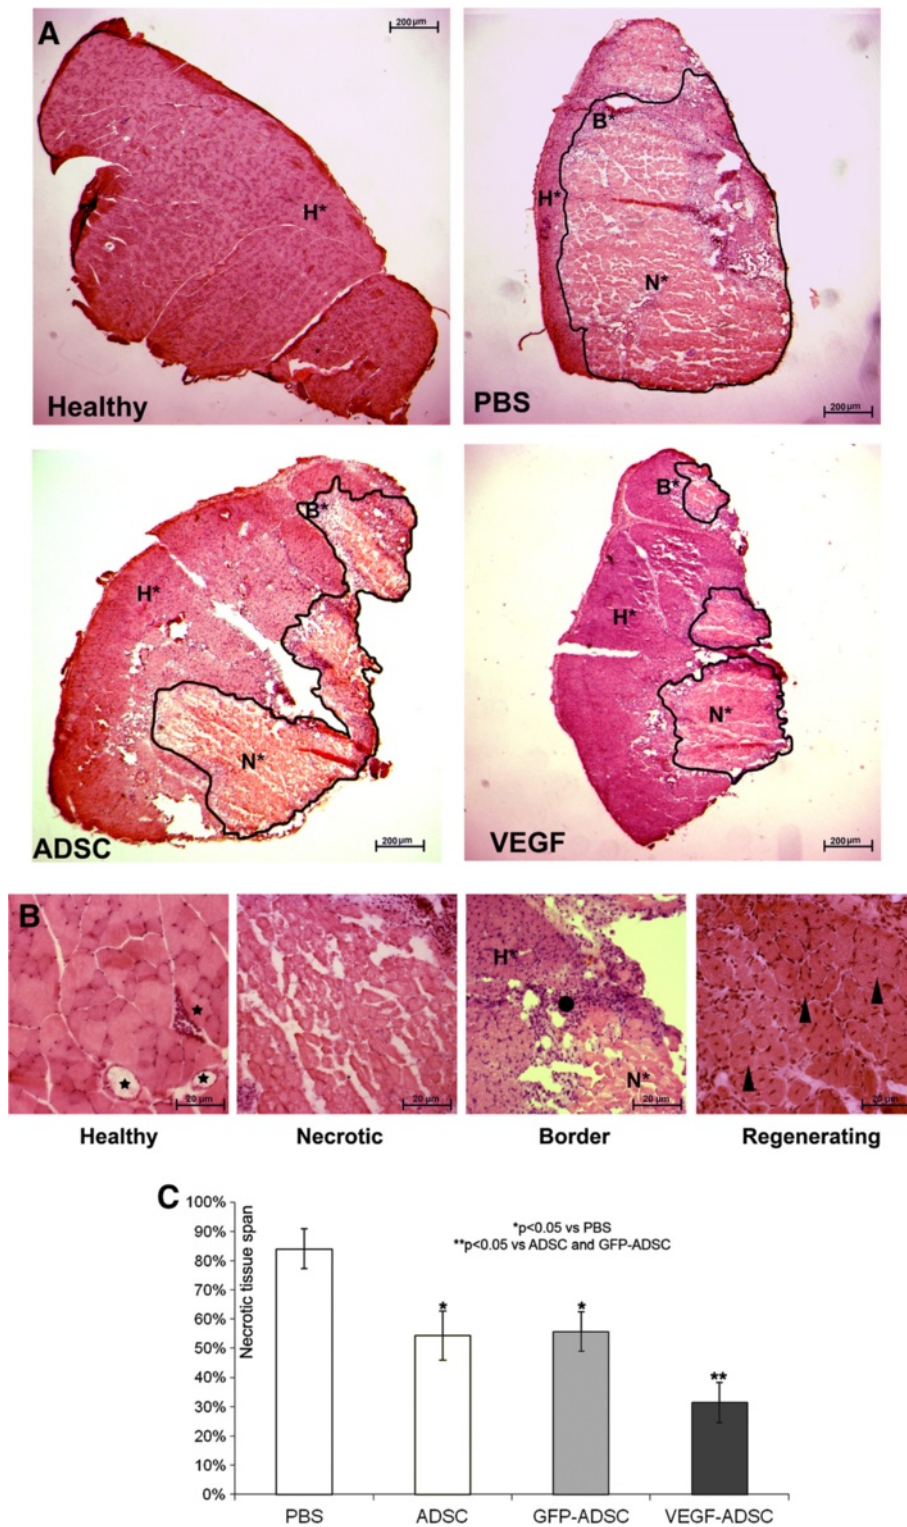 A
200 µm
H*
Healthy
B*
H*
N*
PBS
200 µm
B*
H*
N*
ADSC
200 µm
B*
H*
N*
VEGF
200 µm
B
20 µm
Healthy
20 µm
Necrotic
H*
N*
20 µm
Border
20 µm
Regenerating
C
Necrotic tissue span
100%
90%
80%
70%
60%
50%
40%
30%
20%
10%
0%
*p<0.05 vs PBS
**p<0.05 vs ADSC and GFP-ADSC
*
*
**
PBS
ADSC
GFP-ADSC
VEGF-ADSC